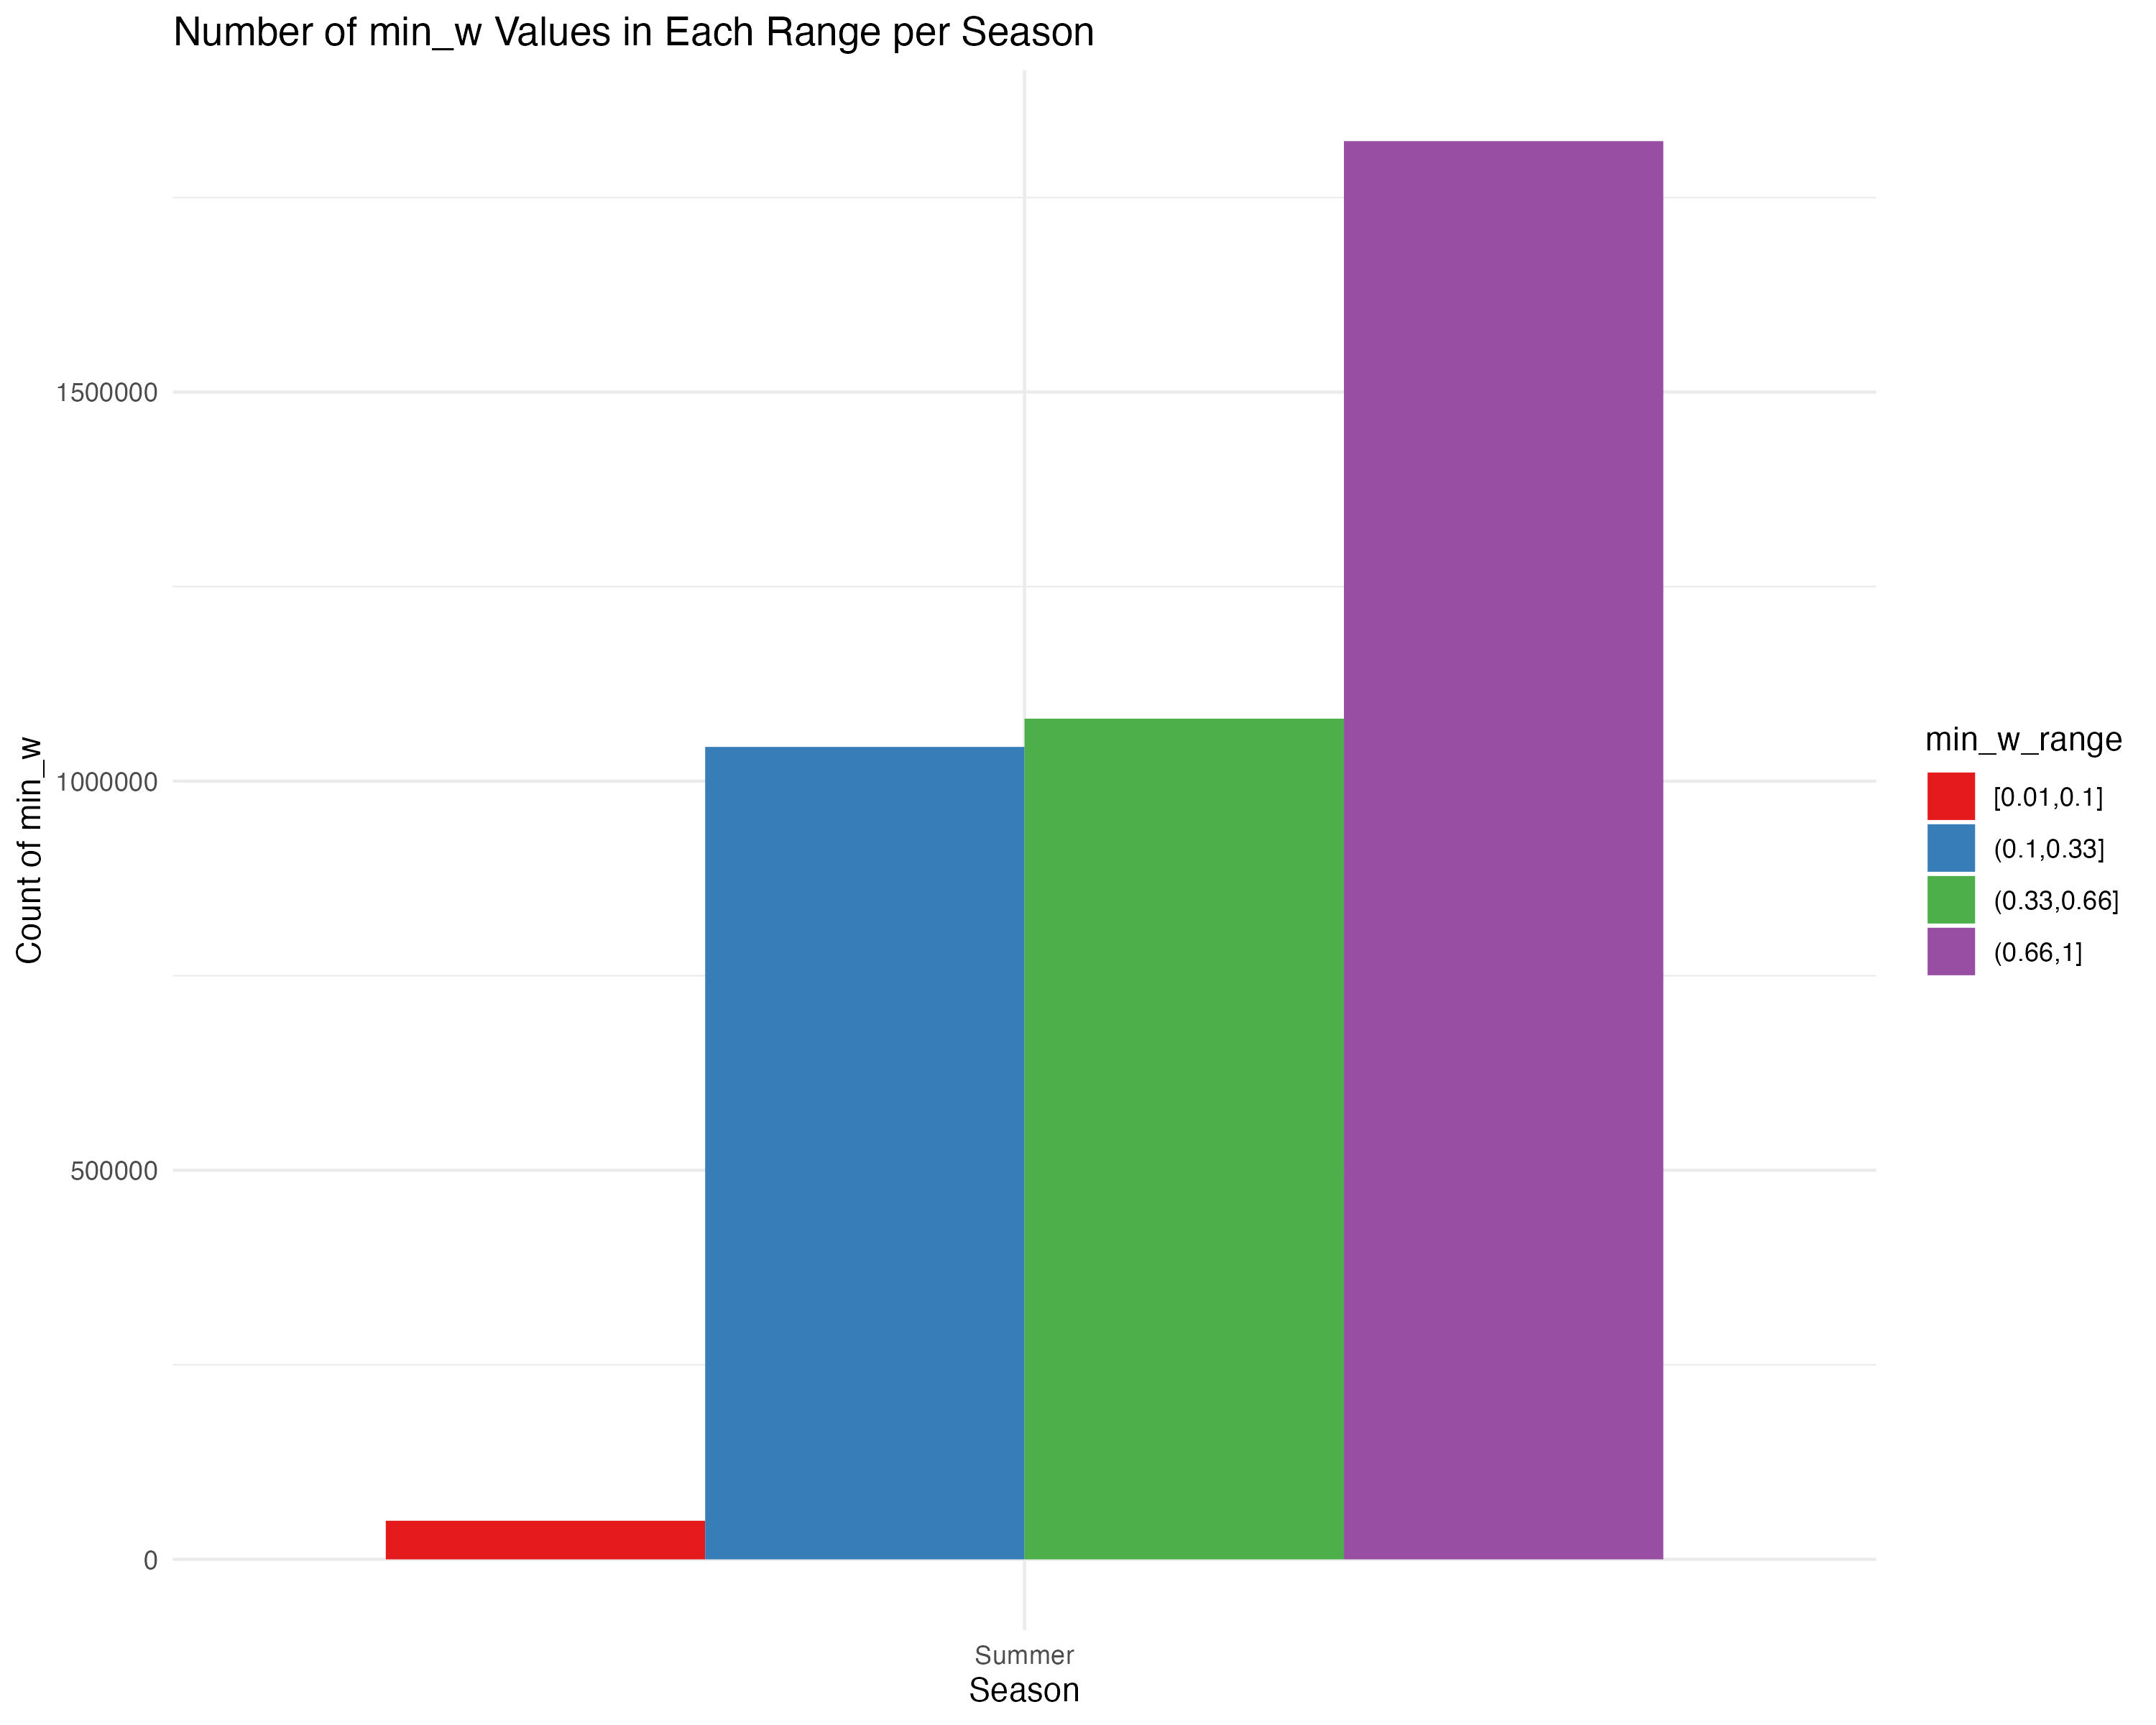 Number of min_w Values in Each Range per Season
Count of min_w
1500000
1000000
500000
0
Summer
Season
min_w_range
[0.01,0.1]
(0.1,0.33]
(0.33,0.66]
(0.66,1]